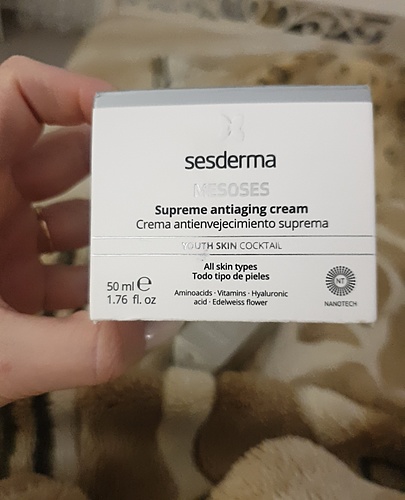 sesderma
MESOSES
Supreme antiaging cream
Crema antienvejecimiento suprema
YOUTH SKIN COCKTAIL
All skin types
Todo tipo de pieles
50 ml ℮
1.76 fl. oz
Aminoacids · Vitamins · Hyaluronic
acid · Edelweiss flower
NT
NANOTECH